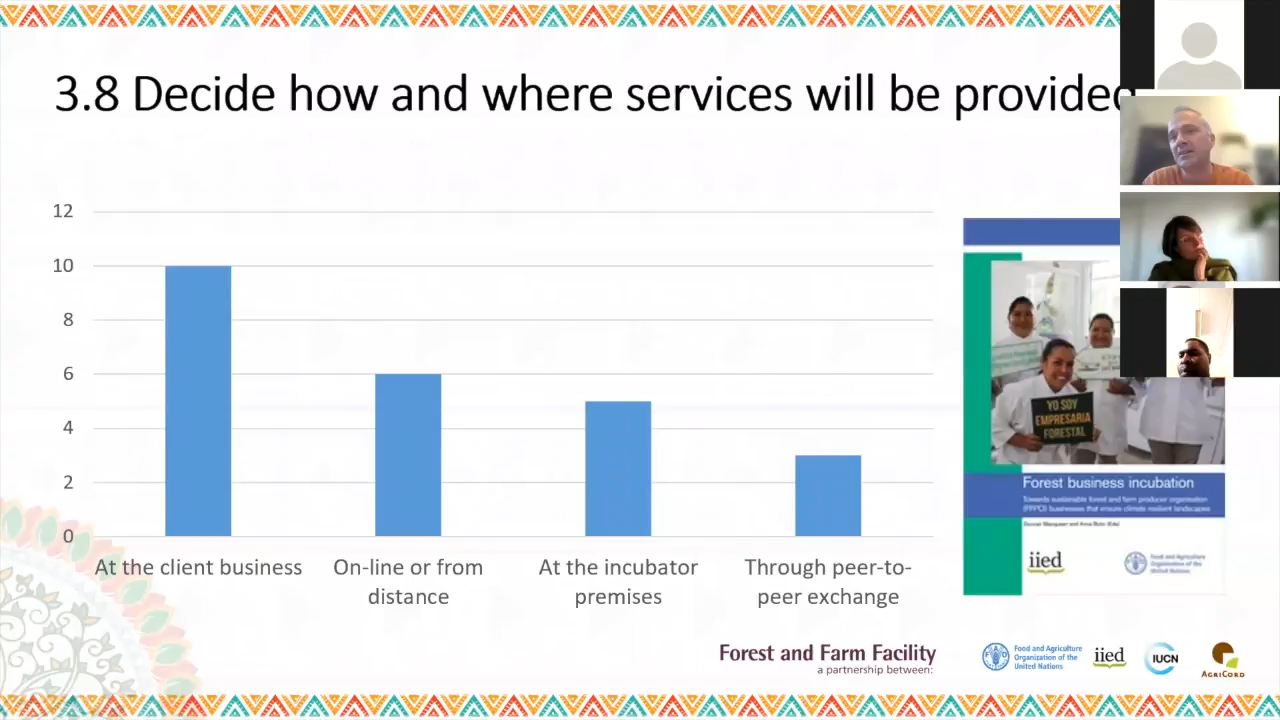 3.8 Decide how and where services will be provided
12
10
8
6
4
2
0
At the client business
On-line or from
distance
At the incubator
premises
Through peer-to-
peer exchange
YO SOY
EMPRESARIA
FORESTAL
Forest business incubation
Towards sustainable forest and farm producer organisation
(FFPO) businesses that ensure climate resilient landscapes
iied
Food and Agriculture
Organization of the
United Nations
Forest and Farm Facility
a partnership between:
Food and Agriculture
Organization of the
United Nations
iied
IUCN
AGRICORD